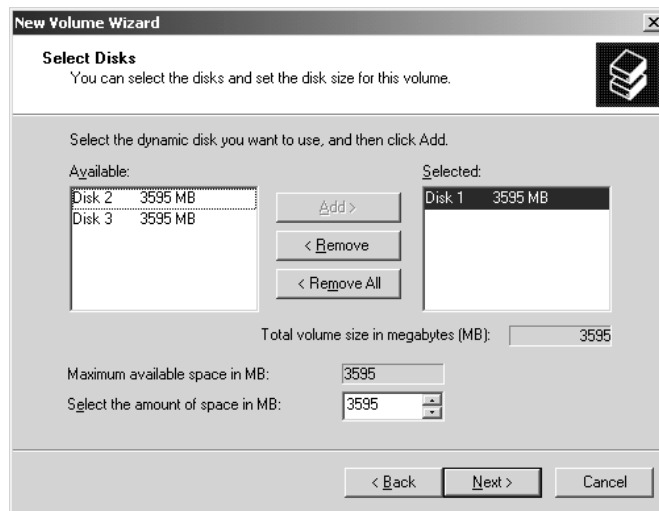 New Volume Wizard
Select Disks
You can select the disks and set the disk size for this volume.
Select the dynamic disk you want to use, and then click Add.
Available:
Selected:
Disk 2 3595 MB
Disk 3 3595 MB
Disk 1 3595 MB
Add >
< Remove
< Remove All
Total volume size in megabytes (MB): 3595
Maximum available space in MB: 3595
Select the amount of space in MB: 3595
< Back
Next >
Cancel